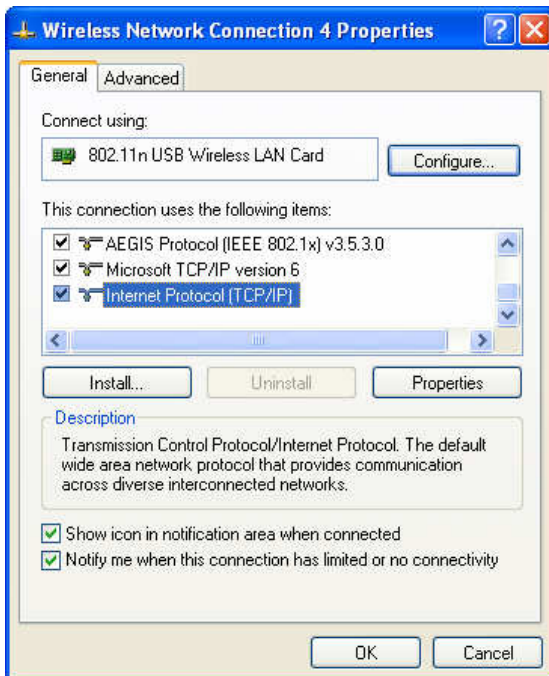 Wireless Network Connection 4 Properties
General
Advanced
Connect using:
802.11n USB Wireless LAN Card
Configure...
This connection uses the following items:
AEGIS Protocol (IEEE 802.1x) v3.5.3.0
Microsoft TCP/IP version 6
Internet Protocol (TCP/IP)
Install...
Uninstall
Properties
Description
Transmission Control Protocol/Internet Protocol. The default
wide area network protocol that provides communication
across diverse interconnected networks.
Show icon in notification area when connected
Notify me when this connection has limited or no connectivity
OK
Cancel